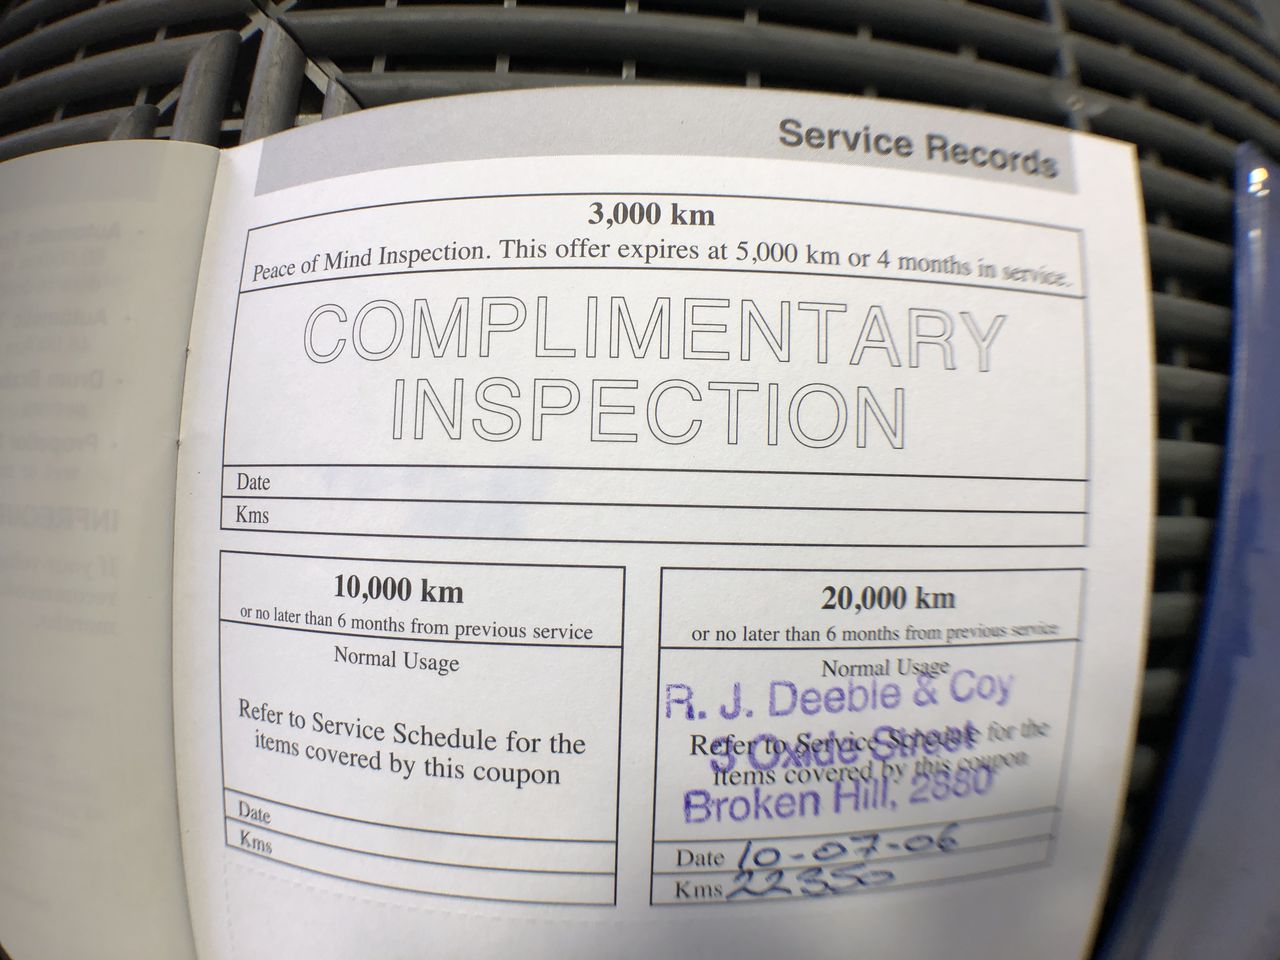 Service Records
3,000 km
Peace of Mind Inspection. This offer expires at 5,000 km or 4 months in service.
COMPLIMENTARY
INSPECTION
Date
Kms
10,000 km
or no later than 6 months from previous service
Normal Usage
Refer to Service Schedule for the
items covered by this coupon
Date
Kms
20,000 km
or no later than 6 months from previous service
Normal Usage
R. J. Deeble & Coy
Refer to Service Schedule for the
3 Oxide Street
items covered by this coupon
Broken Hill, 2880
Date 10-07-06
Kms 22350